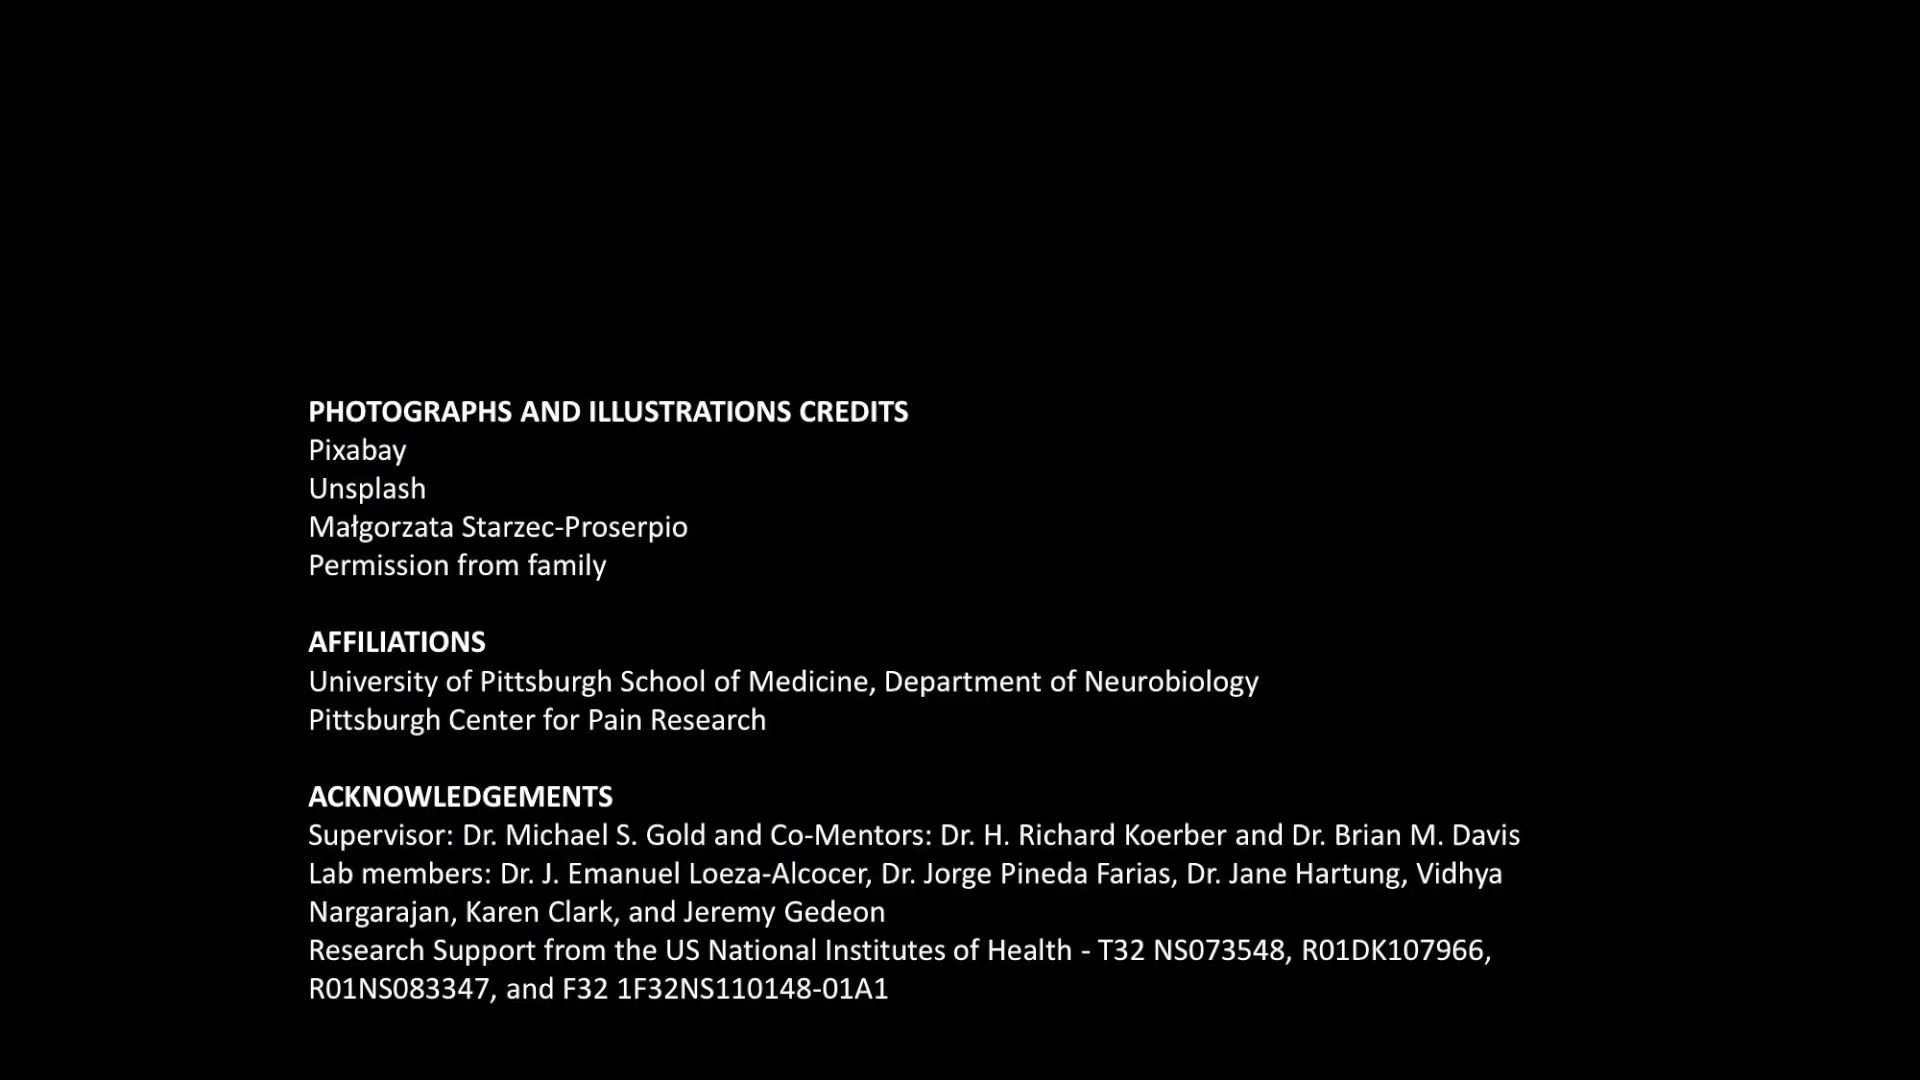 PHOTOGRAPHS AND ILLUSTRATIONS CREDITS
Pixabay
Unsplash
Małgorzata Starzec-Proserpio
Permission from family
AFFILIATIONS
University of Pittsburgh School of Medicine, Department of Neurobiology
Pittsburgh Center for Pain Research
ACKNOWLEDGEMENTS
Supervisor: Dr. Michael S. Gold and Co-Mentors: Dr. H. Richard Koerber and Dr. Brian M. Davis
Lab members: Dr. J. Emanuel Loeza-Alcocer, Dr. Jorge Pineda Farias, Dr. Jane Hartung, Vidhya
Nargarajan, Karen Clark, and Jeremy Gedeon
Research Support from the US National Institutes of Health - T32 NS073548, R01DK107966,
R01NS083347, and F32 1F32NS110148-01A1